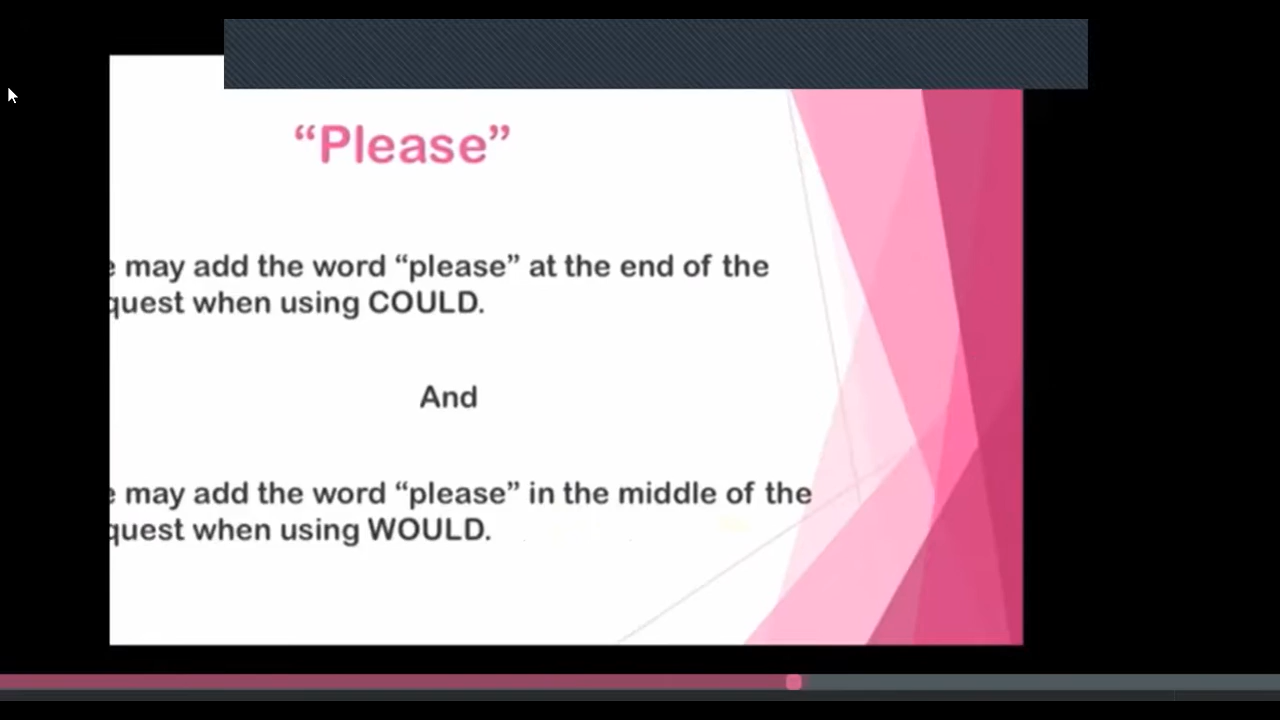 “Please”
e may add the word “please” at the end of the
quest when using COULD.
And
e may add the word “please” in the middle of the
quest when using WOULD.